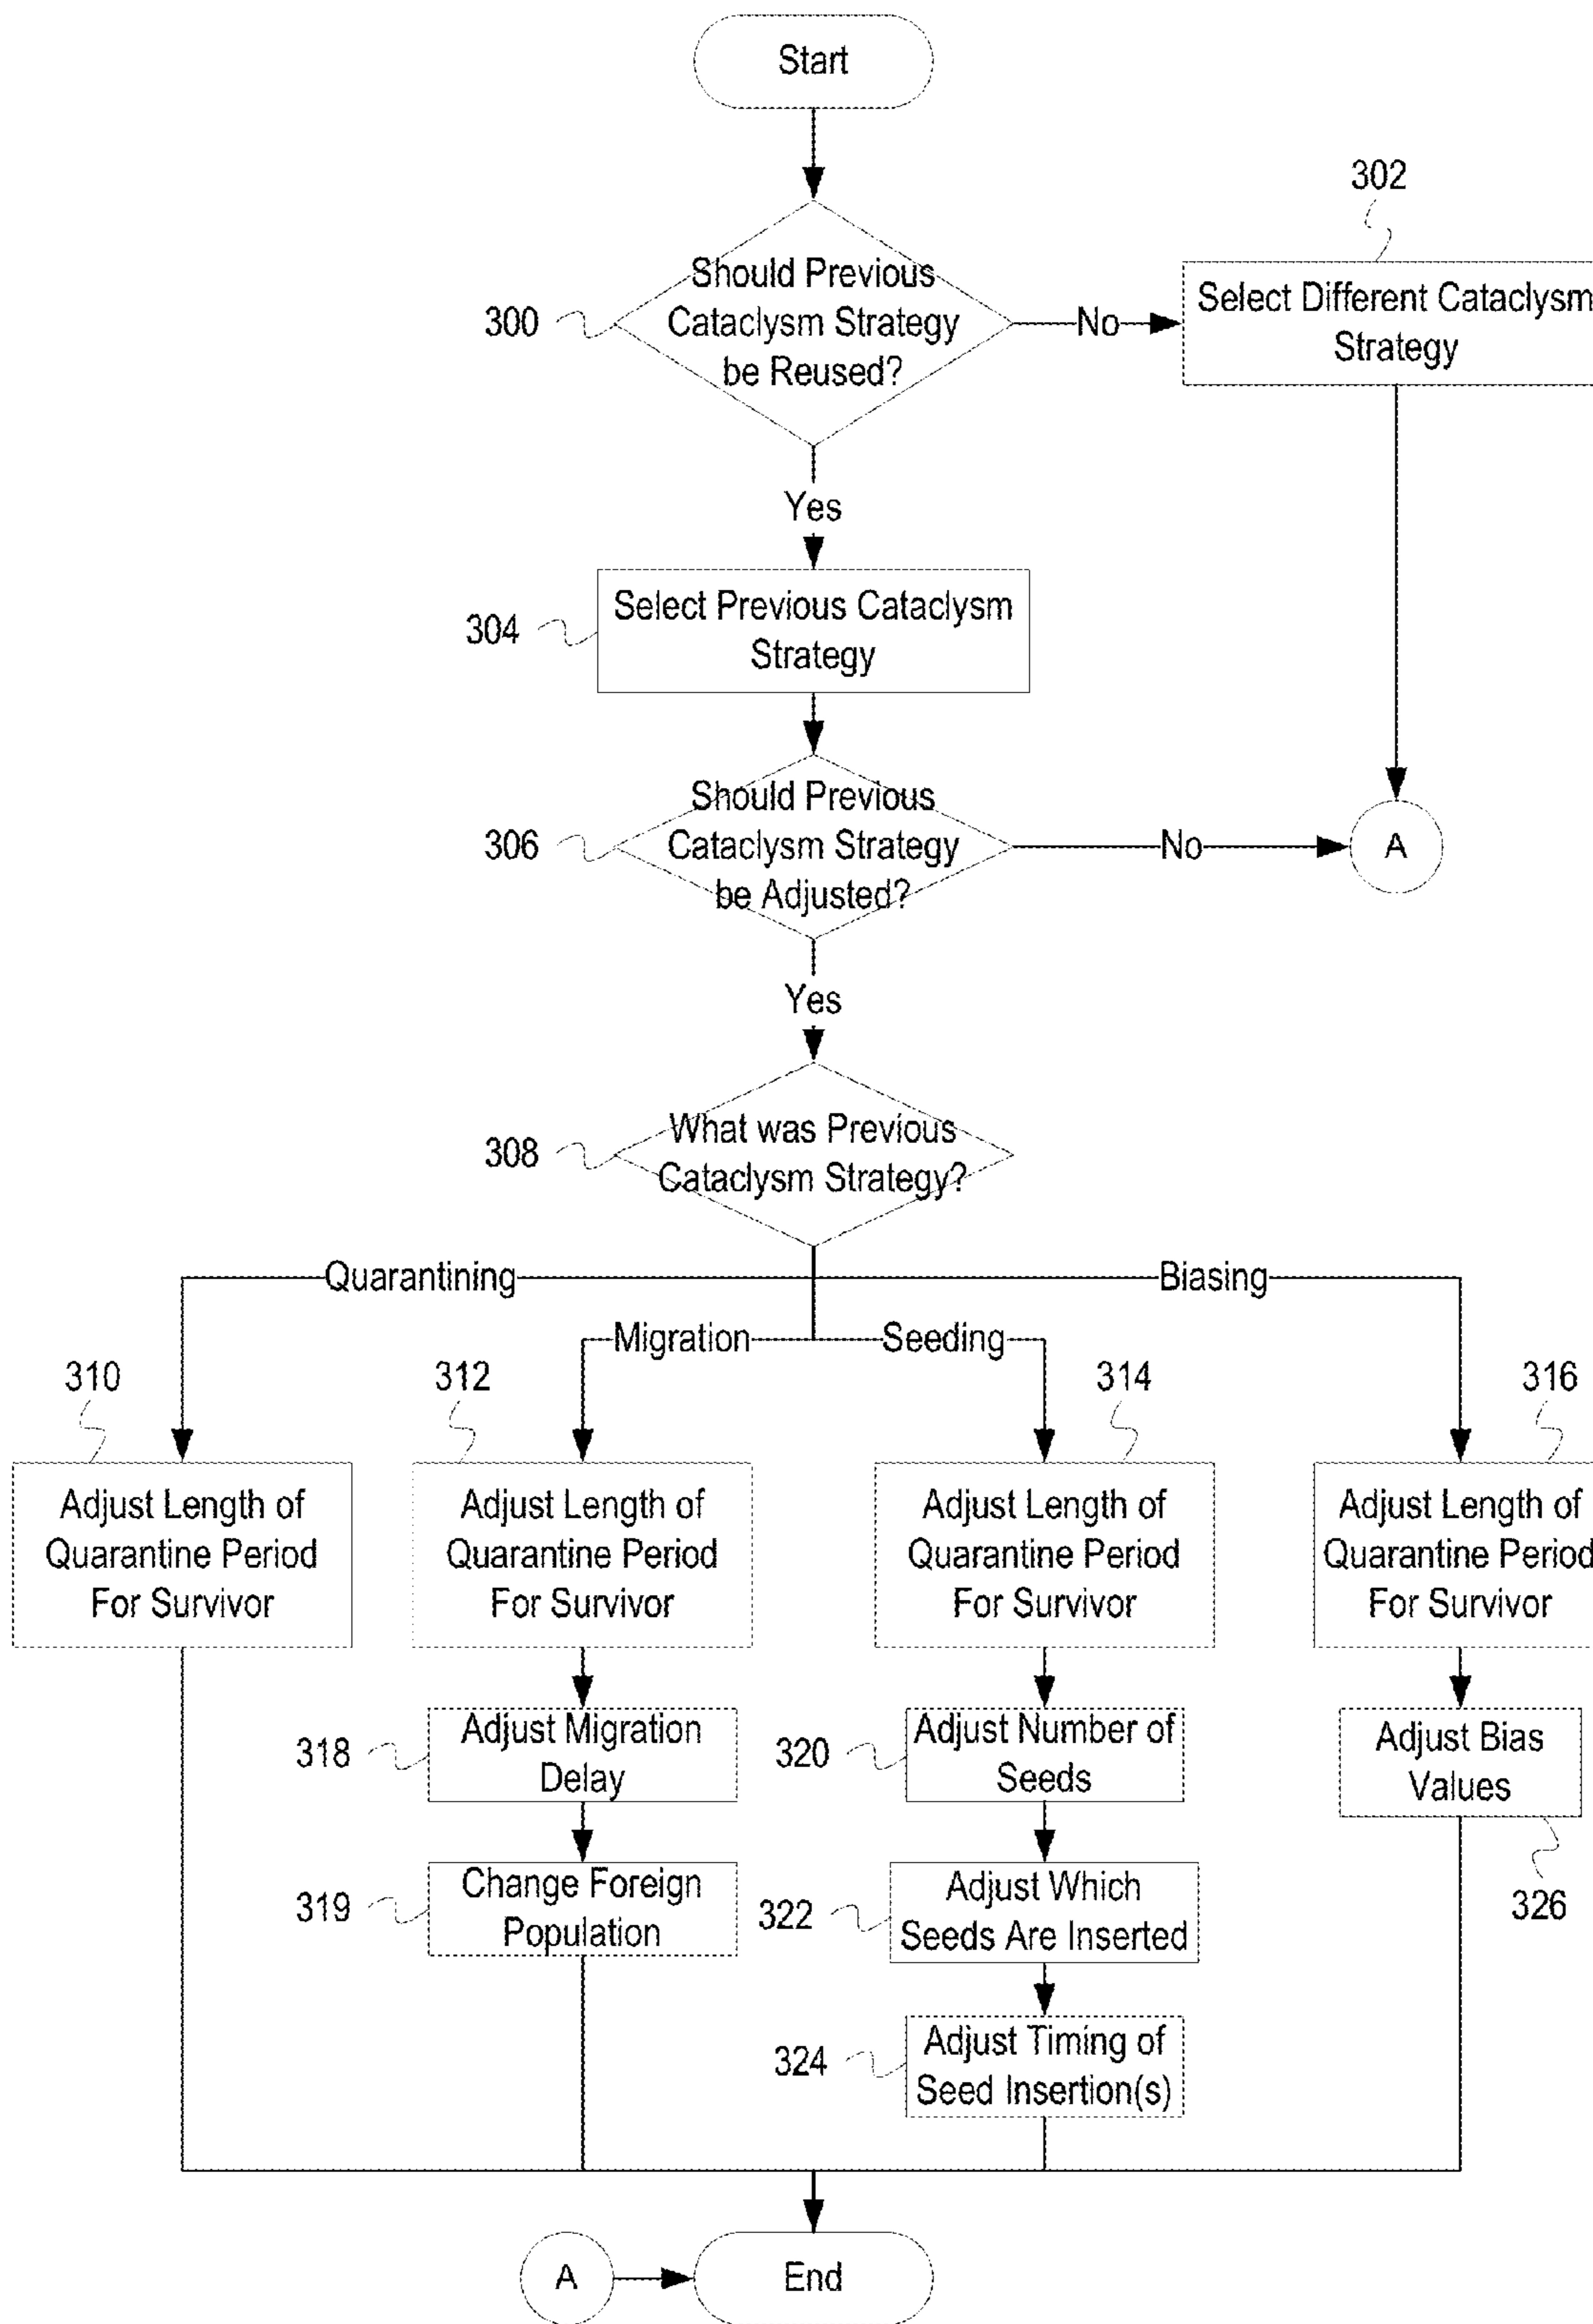 Start
302
Should Previous
Cataclysm Strategy
be Reused?
300
No
Select Different Cataclysm
Strategy
Yes
304
Select Previous Cataclysm
Strategy
306
Should Previous
Cataclysm Strategy
be Adjusted?
No
A
Yes
308
What was Previous
Cataclysm Strategy?
Quarantining
Biasing
Migration
Seeding
310
312
314
316
Adjust Length of
Quarantine Period
For Survivor
Adjust Length of
Quarantine Period
For Survivor
Adjust Length of
Quarantine Period
For Survivor
Adjust Length of
Quarantine Period
For Survivor
318
Adjust Migration
Delay
320
Adjust Number of
Seeds
Adjust Bias
Values
319
Change Foreign
Population
322
Adjust Which
Seeds Are Inserted
326
324
Adjust Timing of
Seed Insertion(s)
A
End